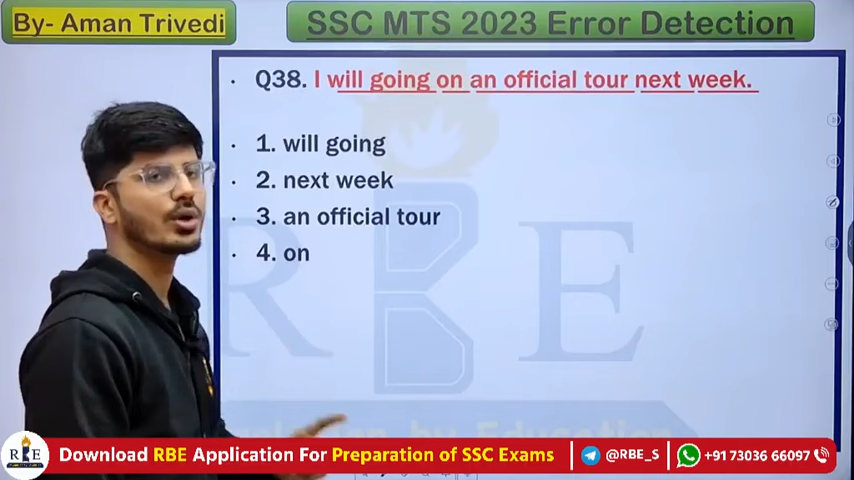 By- Aman Trivedi
SSC MTS 2023 Error Detection
• Q38. I will going on an official tour next week.
• 1. will going
• 2. next week
• 3. an official tour
• 4. on
RBE
RBE
Download RBE Application For Preparation of SSC Exams
@RBE_S
+91 73036 66097